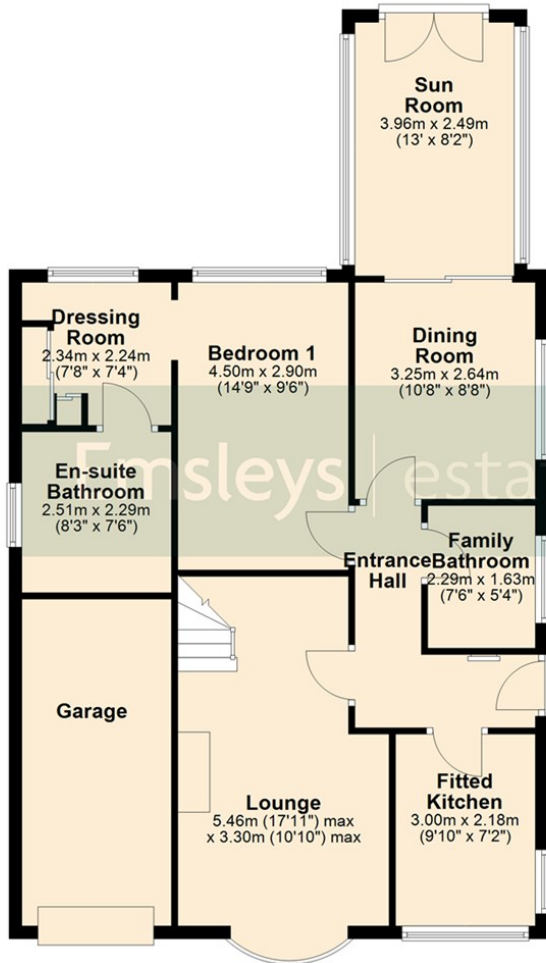 Sun
Room
3.96m x 2.49m
(13' x 8'2")
Dressing
Room
2.34m x 2.24m
(7'8" x 7'4")
Bedroom 1
4.50m x 2.90m
(14'9" x 9'6")
Dining
Room
3.25m x 2.64m
(10'8" x 8'8")
Emsleys | esta
En-suite
Bathroom
2.51m x 2.29m
(8'3" x 7'6")
Entrance
Hall
Family
Bathroom
2.29m x 1.63m
(7'6" x 5'4")
Garage
Lounge
5.46m (17'11") max
x 3.30m (10'10") max
Fitted
Kitchen
3.00m x 2.18m
(9'10" x 7'2")